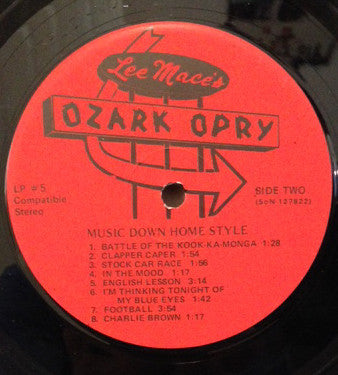 Lee Mace's
OZARK OPRY
LP #5
Compatible
Stereo
SIDE TWO
(SoN 127822)
MUSIC DOWN HOME STYLE
1. BATTLE OF THE KOOK-KA-MONGA 1:28
2. CLAPPER CAPER 1:54
3. STOCK CAR RACE 1:56
4. IN THE MOOD 1:17
5. ENGLISH LESSON 3:14
6. I'M THINKING TONIGHT OF
MY BLUE EYES 1:42
7. FOOTBALL 3:54
8. CHARLIE BROWN 1:17